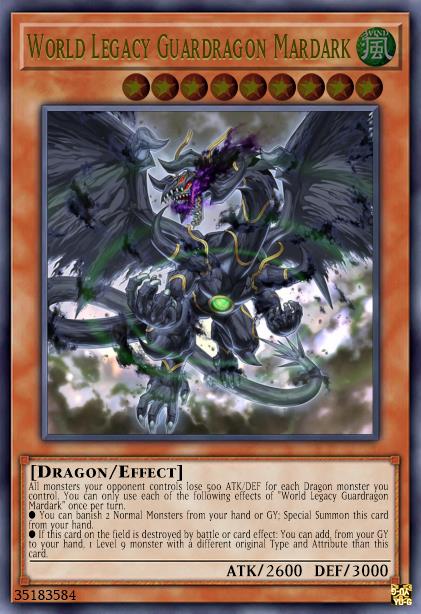 World Legacy Guardragon Mardark
WIND
風
[Dragon/Effect]
All monsters your opponent controls lose 500 ATK/DEF for each Dragon monster you
control. You can only use each of the following effects of "World Legacy Guardragon
Mardark" once per turn.
● You can banish 2 Normal Monsters from your hand or GY; Special Summon this card
from your hand.
● If this card on the field is destroyed by battle or card effect: You can add, from your GY
to your hand, 1 Level 9 monster with a different original Type and Attribute than this
card.
ATK/2600 DEF/3000
35183584